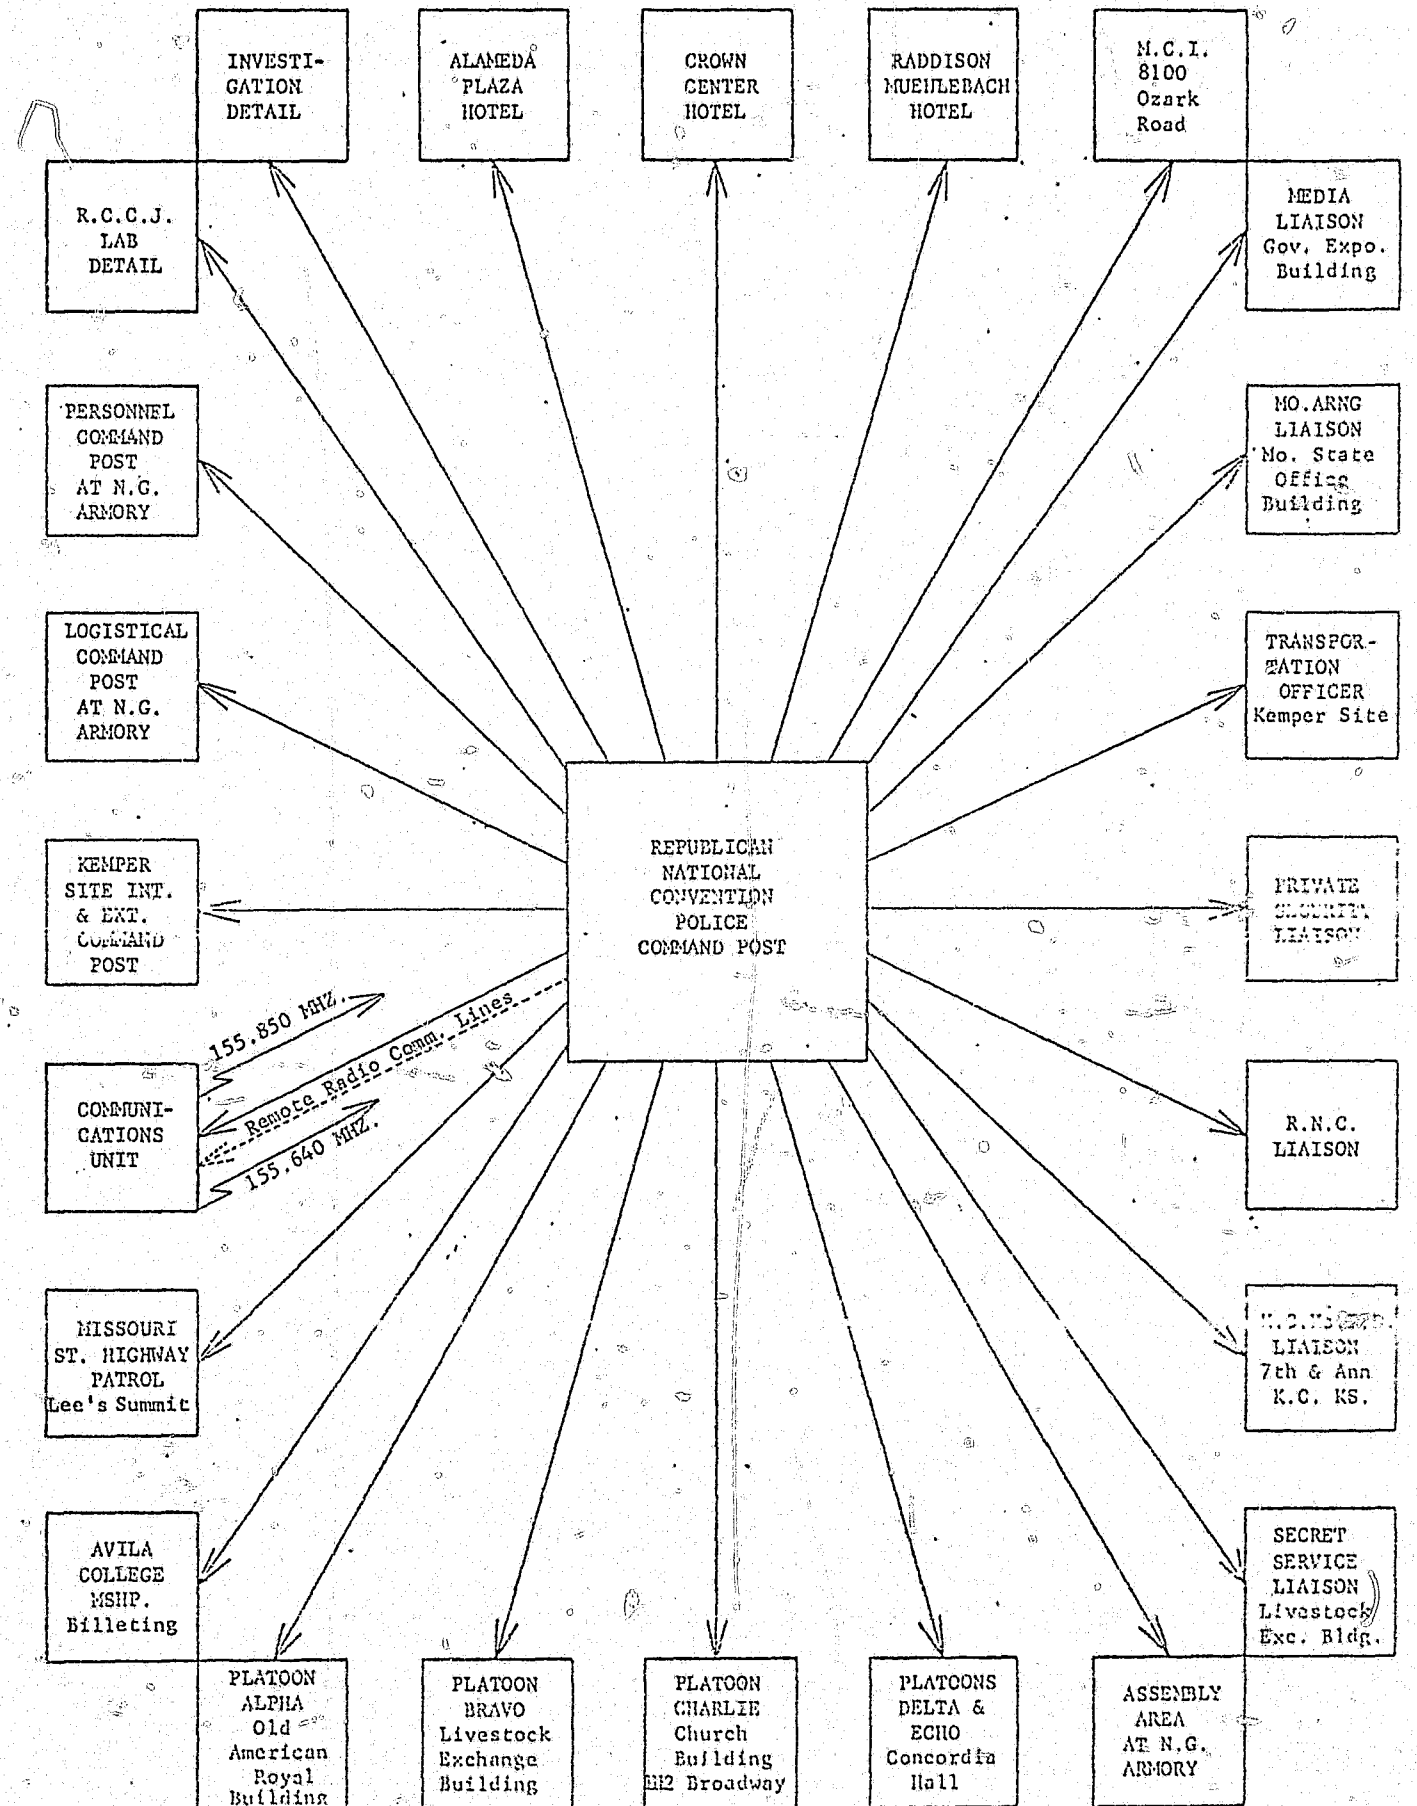 INVESTI-
GATION
DETAIL
ALAMEDA
PLAZA
HOTEL
CROWN
CENTER
HOTEL
RADDISON
MUEHLEBACH
HOTEL
M.C.I.
8100
Ozark
Road
R.C.C.J.
LAB
DETAIL
MEDIA
LIAISON
Gov. Expo.
Building
PERSONNEL
COMMAND
POST
AT N.G.
ARMORY
MO.ARNG
LIAISON
Mo. State
Office
Building
LOGISTICAL
COMMAND
POST
AT N.G.
ARMORY
TRANSPOR-
TATION
OFFICER
Kemper Site
KEMPER
SITE INT.
& EXT.
COMMAND
POST
REPUBLICAN
NATIONAL
CONVENTION
POLICE
COMMAND POST
PRIVATE
SECURITY
LIAISON
155.850 MHZ.
Remote Radio Comm. Lines
155.640 MHZ.
COMMUNI-
CATIONS
UNIT
R.N.C.
LIAISON
MISSOURI
ST. HIGHWAY
PATROL
Lee's Summit
LIAISON
7th & Ann
K.C. KS.
AVILA
COLLEGE
MSHP.
Billeting
SECRET
SERVICE
LIAISON
Livestock
Exc. Bldg.
PLATOON
ALPHA
Old
American
Royal
Building
PLATOON
BRAVO
Livestock
Exchange
Building
PLATOON
CHARLIE
Church
Building
Broadway
PLATOONS
DELTA &
ECHO
Concordia
Hall
ASSEMBLY
AREA
AT N.G.
ARMORY